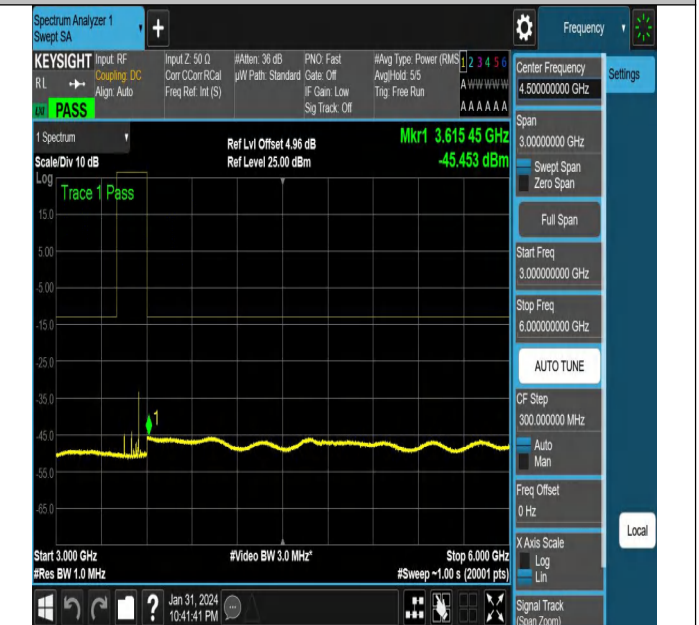 Spectrum Analyzer 1
Swept SA
+
Frequency
KEYSIGHT
RL
PASS
Input: RF
Coupling: DC
Align: Auto
Input Z: 50 Ω
Corr CCorr RCal
Freq Ref: Int (S)
#Atten: 36 dB
µW Path: Standard
PNO: Fast
Gate: Off
IF Gain: Low
Sig Track: Off
#Avg Type: Power (RMS
Avg|Hold: 5/5
Trig: Free Run
1 2 3 4 5 6
A W W W W W
A A A A A A
1 Spectrum
Scale/Div 10 dB
Ref Lvl Offset 4.96 dB
Ref Level 25.00 dBm
Mkr1 3.615 45 GHz
-45.453 dBm
Log
Trace 1 Pass
15.0
5.00
-5.00
-15.0
-25.0
-35.0
-45.0
-55.0
-65.0
1
Start 3.000 GHz
#Res BW 1.0 MHz
#Video BW 3.0 MHz*
Stop 6.000 GHz
#Sweep ~1.00 s (20001 pts)
?
Jan 31, 2024
10:41:41 PM
Center Frequency
4.500000000 GHz
Settings
Span
3.00000000 GHz
Swept Span
Zero Span
Full Span
Start Freq
3.000000000 GHz
Stop Freq
6.000000000 GHz
AUTO TUNE
CF Step
300.000000 MHz
Auto
Man
Freq Offset
0 Hz
X Axis Scale
Log
Lin
Local
Signal Track
(Span Zoom)